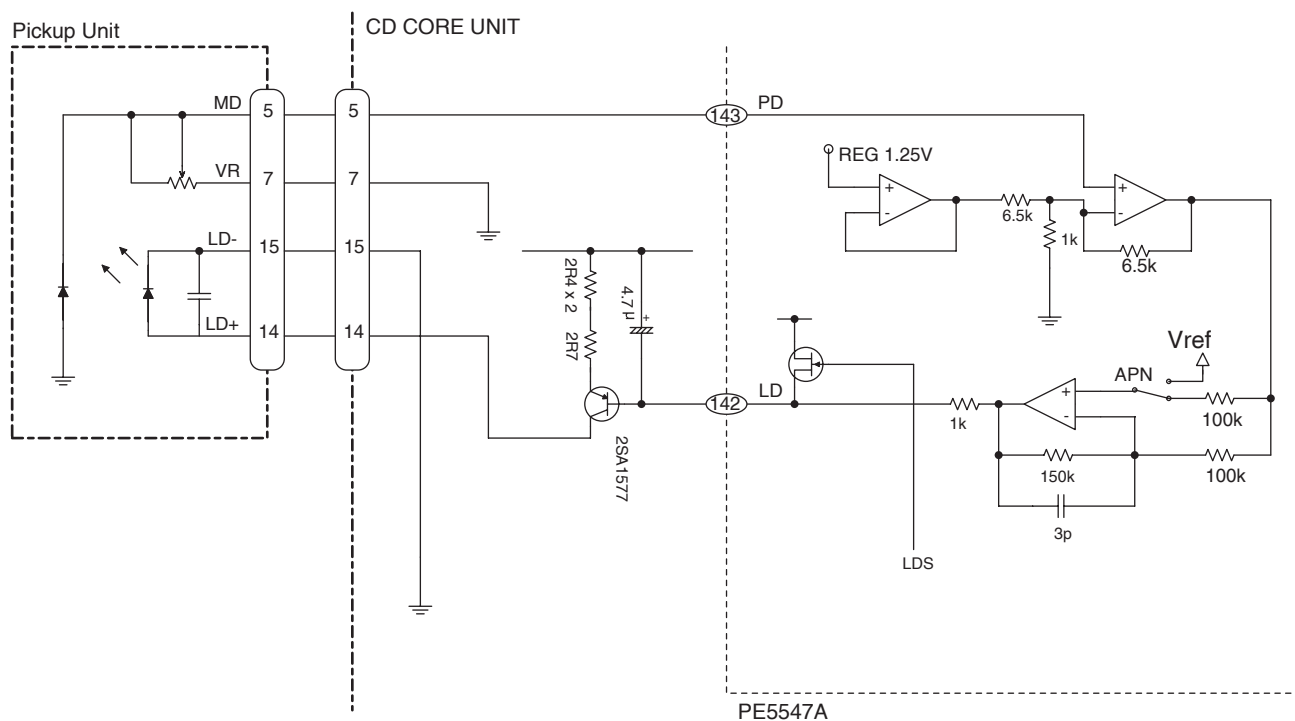 Pickup Unit
CD CORE UNIT
MD
5
5
143
PD
REG 1.25V
+
-
+
-
6.5k
1k
6.5k
VR
7
7
LD-
15
15
2R4 x 2
2R7
4.7 µ
+
LD+
14
14
2SA1577
142
LD
1k
+
-
APN
Vref
100k
150k
100k
3p
LDS
PE5547A